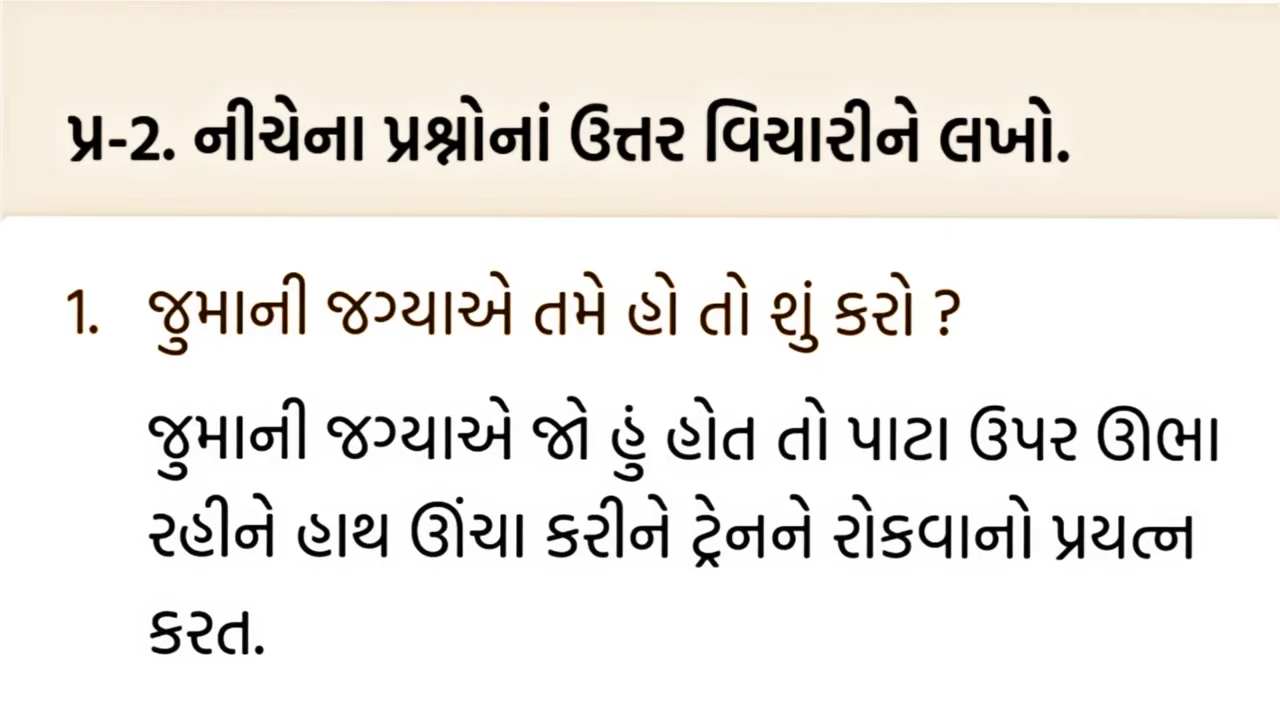 પ્ર-2. નીચેના પ્રશ્નોનાં ઉત્તર વિચારીને લખો.
1. જુમાની જગ્યાએ તમે હો તો શું કરો ?
જુમાની જગ્યાએ જો હું હોત તો પાટા ઉપર ઊભા
રહીને હાથ ઊંચા કરીને ટ્રેનને રોકવાનો પ્રયત્ન
કરત.